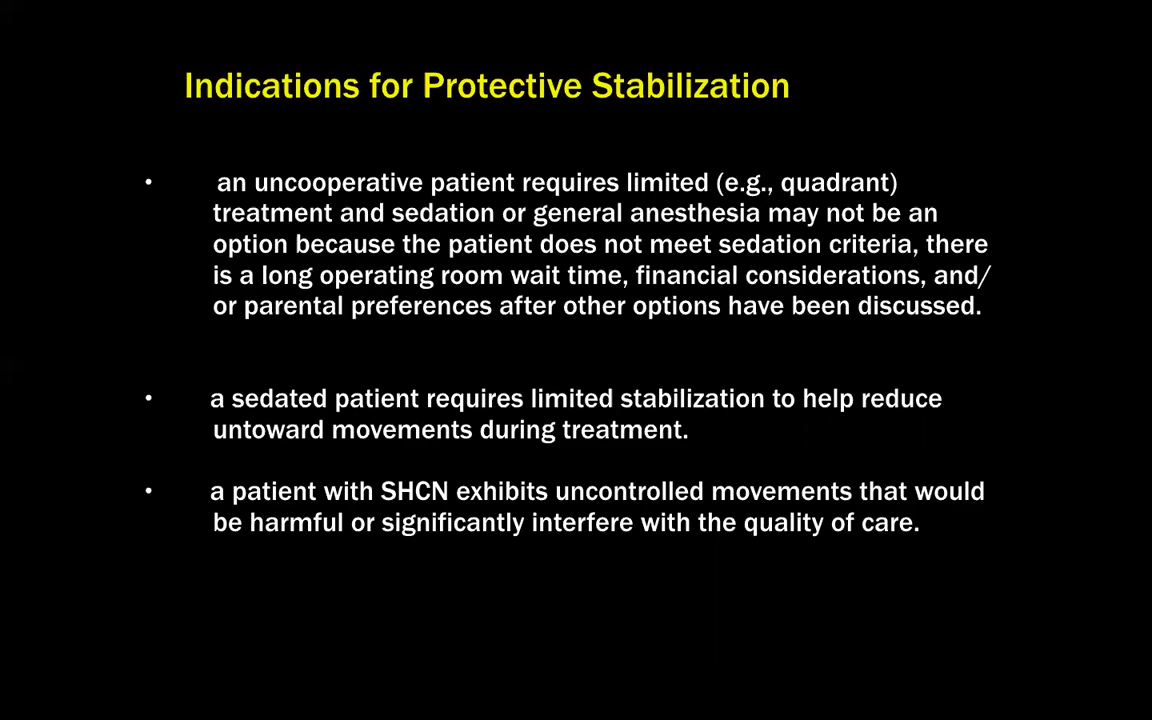 Indications for Protective Stabilization
• an uncooperative patient requires limited (e.g., quadrant)
treatment and sedation or general anesthesia may not be an
option because the patient does not meet sedation criteria, there
is a long operating room wait time, financial considerations, and/
or parental preferences after other options have been discussed.
• a sedated patient requires limited stabilization to help reduce
untoward movements during treatment.
• a patient with SHCN exhibits uncontrolled movements that would
be harmful or significantly interfere with the quality of care.